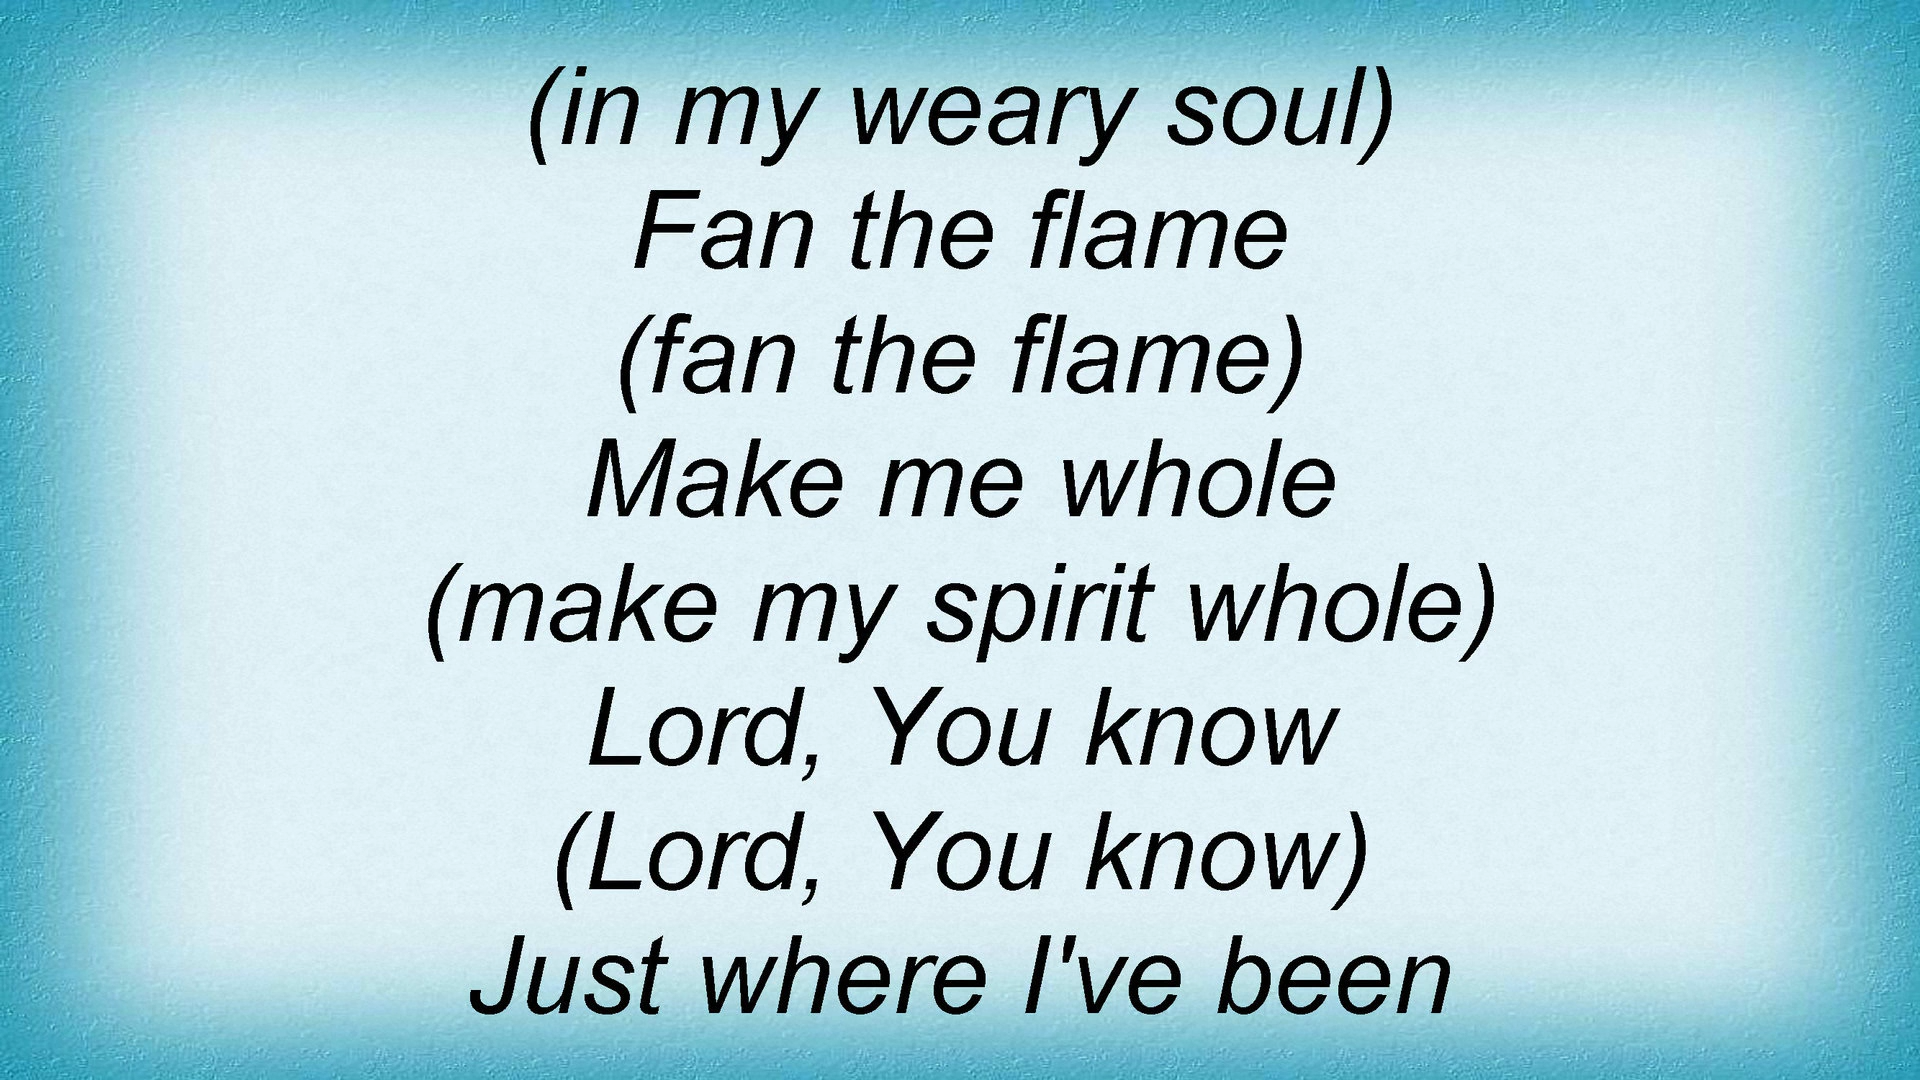 (in my weary soul)
Fan the flame
(fan the flame)
Make me whole
(make my spirit whole)
Lord, You know
(Lord, You know)
Just where I've been